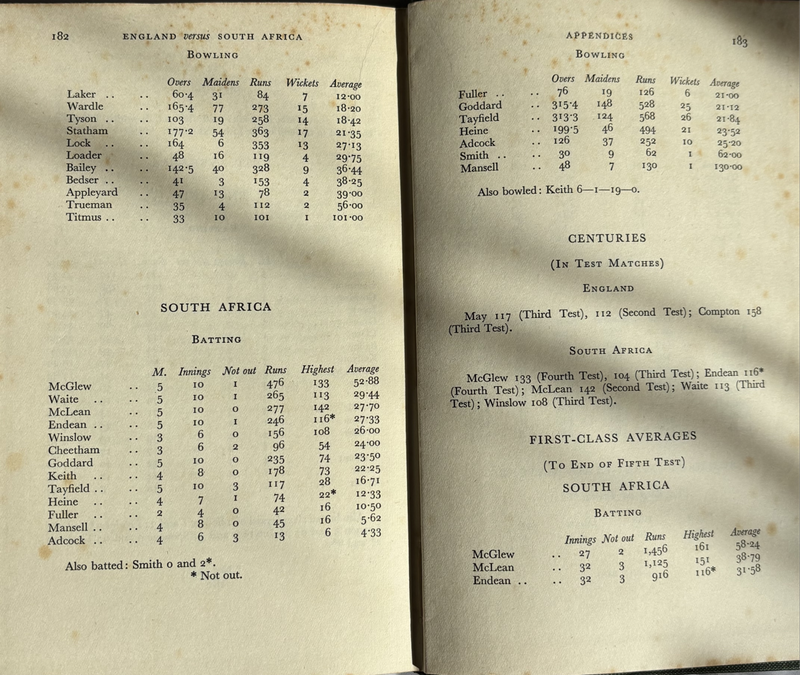 182 ENGLAND versus SOUTH AFRICA
BOWLING
Overs Maidens Runs Wickets Average
Laker .. .. 60·4 31 84 7 12·00
Wardle .. 165·4 77 273 15 18·20
Tyson .. .. 103 19 258 14 18·42
Statham .. 177·2 54 363 17 21·35
Lock .. .. 164 6 353 13 27·13
Loader .. 48 16 119 4 29·75
Bailey .. .. 142·5 40 328 9 36·44
Bedser .. .. 41 3 153 4 38·25
Appleyard .. 47 13 78 2 39·00
Trueman .. 35 4 112 2 56·00
Titmus .. .. 33 10 101 1 101·00
SOUTH AFRICA
BATTING
M. Innings Not out Runs Highest Average
McGlew .. 5 10 1 476 133 52·88
Waite .. .. 5 10 1 265 113 29·44
McLean .. 5 10 0 277 142 27·70
Endean .. .. 5 10 1 246 116* 27·33
Winslow .. 3 6 0 156 108 26·00
Cheetham .. 3 6 2 96 54 24·00
Goddard .. 5 10 0 235 74 23·50
Keith .. .. 4 8 0 178 73 22·25
Tayfield .. .. 5 10 3 117 28 16·71
Heine .. .. 4 7 1 74 22* 12·33
Fuller .. .. 2 4 0 42 16 10·50
Mansell .. .. 4 8 0 45 16 5·62
Adcock .. .. 4 6 3 13 6 4·33
Also batted: Smith 0 and 2*.
* Not out.
APPENDICES 183
BOWLING
Overs Maidens Runs Wickets Average
Fuller .. .. 76 19 126 6 21·00
Goddard .. 315·4 148 528 25 21·12
Tayfield .. 313·3 124 568 26 21·84
Heine .. 199·5 46 494 21 23·52
Adcock .. 126 37 252 10 25·20
Smith .. .. 30 9 62 1 62·00
Mansell .. 48 7 130 1 130·00
Also bowled: Keith 6—1—19—0.
CENTURIES
(IN TEST MATCHES)
ENGLAND
May 117 (Third Test), 112 (Second Test); Compton 158
(Third Test).
SOUTH AFRICA
McGlew 133 (Fourth Test), 104 (Third Test); Endean 116*
(Fourth Test); McLean 142 (Second Test); Waite 113 (Third
Test); Winslow 108 (Third Test).
FIRST-CLASS AVERAGES
(TO END OF FIFTH TEST)
SOUTH AFRICA
BATTING
Innings Not out Runs Highest Average
McGlew .. 27 2 1,456 161 58·24
McLean .. 32 3 1,125 151 38·79
Endean .. .. 32 3 916 116* 31·58